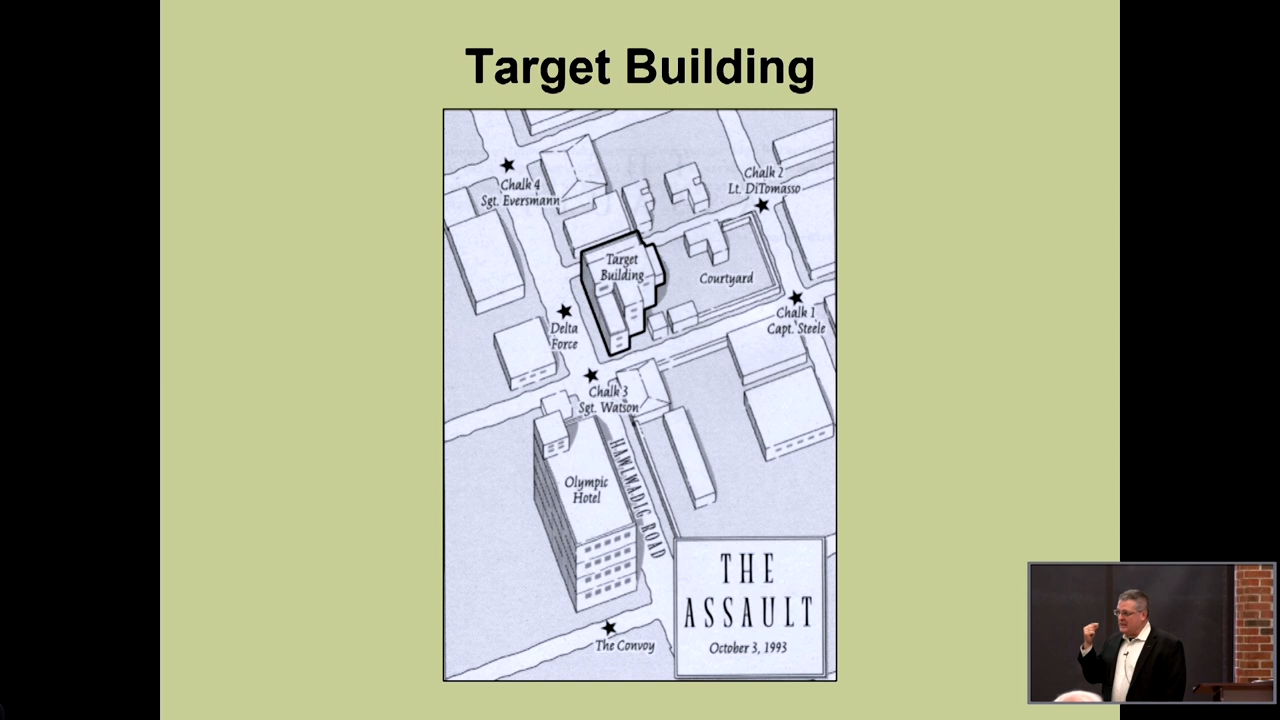 Target Building
Chalk 4
Sgt. Eversmann
Chalk 2
Lt. DiTomasso
Target
Building
Courtyard
Delta
Force
Chalk 1
Capt. Steele
Chalk 3
Sgt. Watson
Olympic
Hotel
HAWLWADIG ROAD
The Convoy
THE
ASSAULT
October 3, 1993